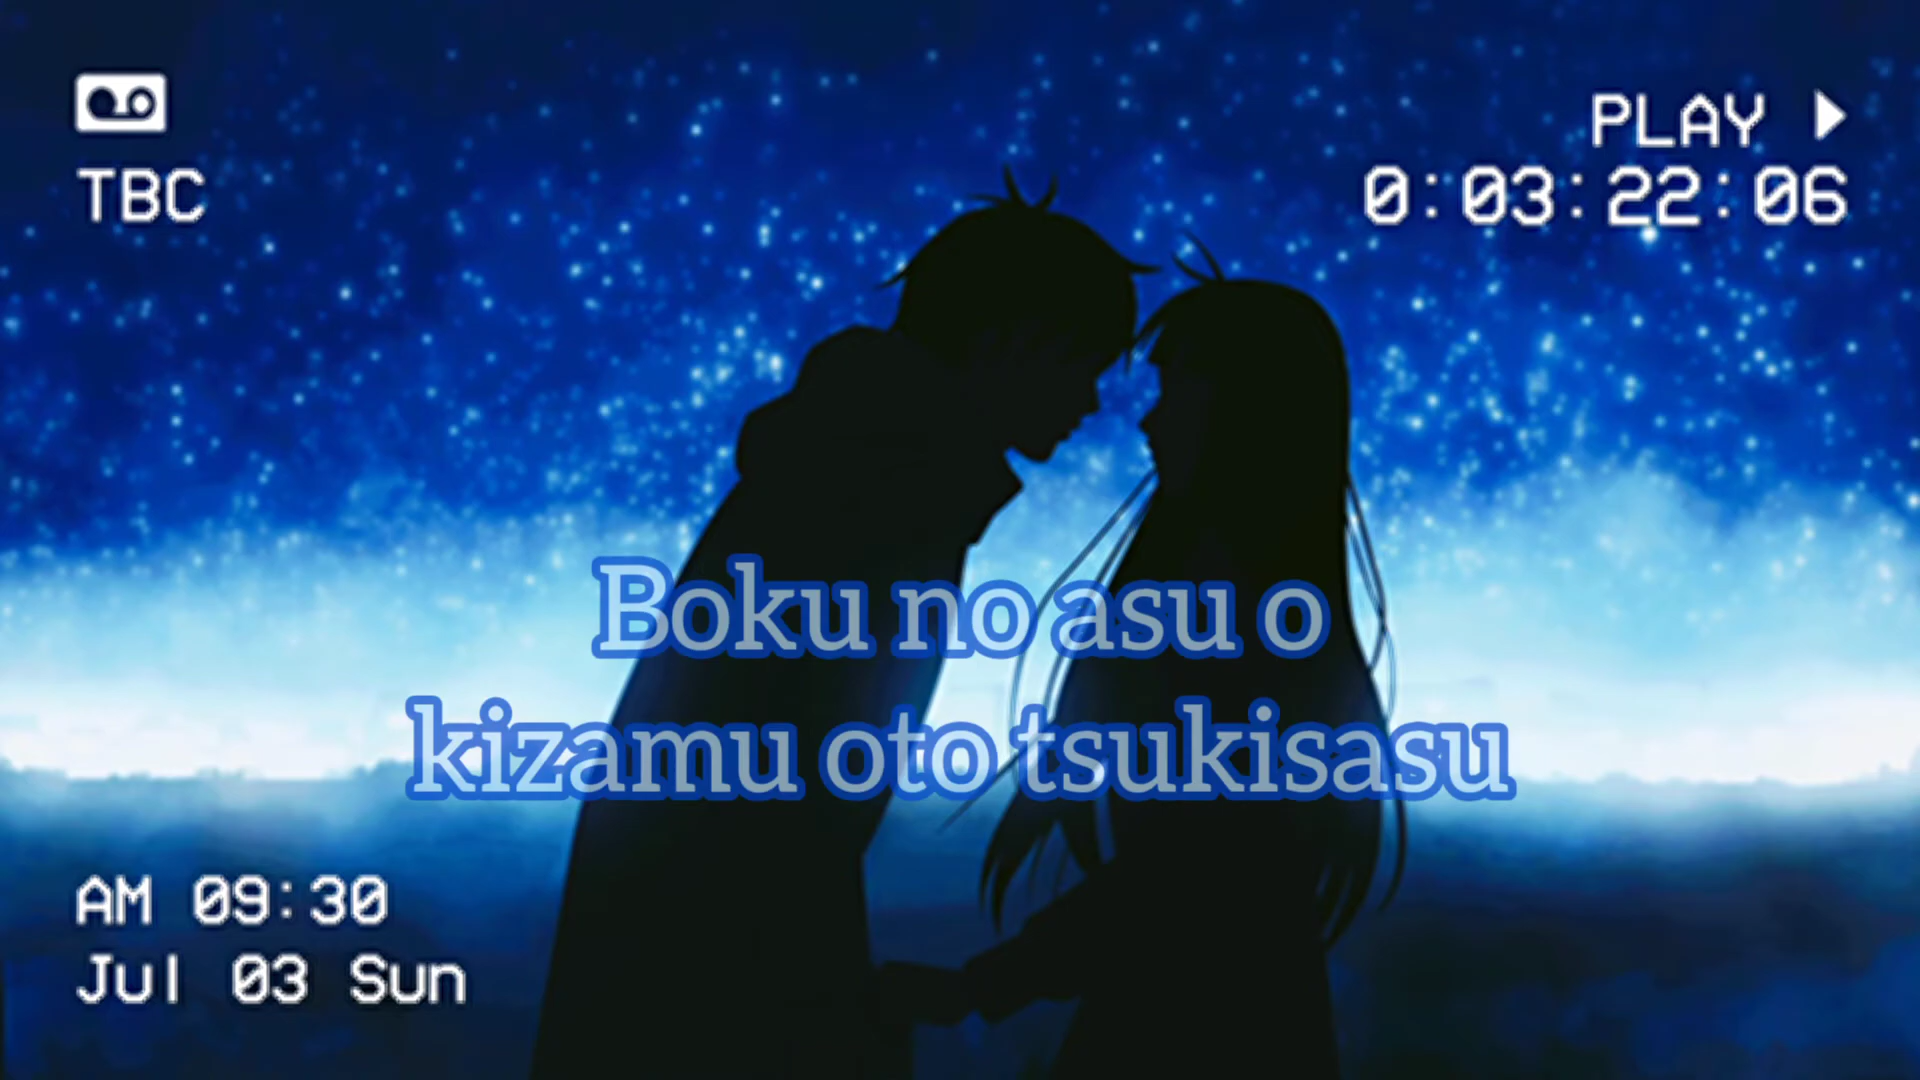 TBC
PLAY
0:03:22:06
Boku no asu o
kizamu oto tsukisasu
AM 09:30
Jul 03 Sun